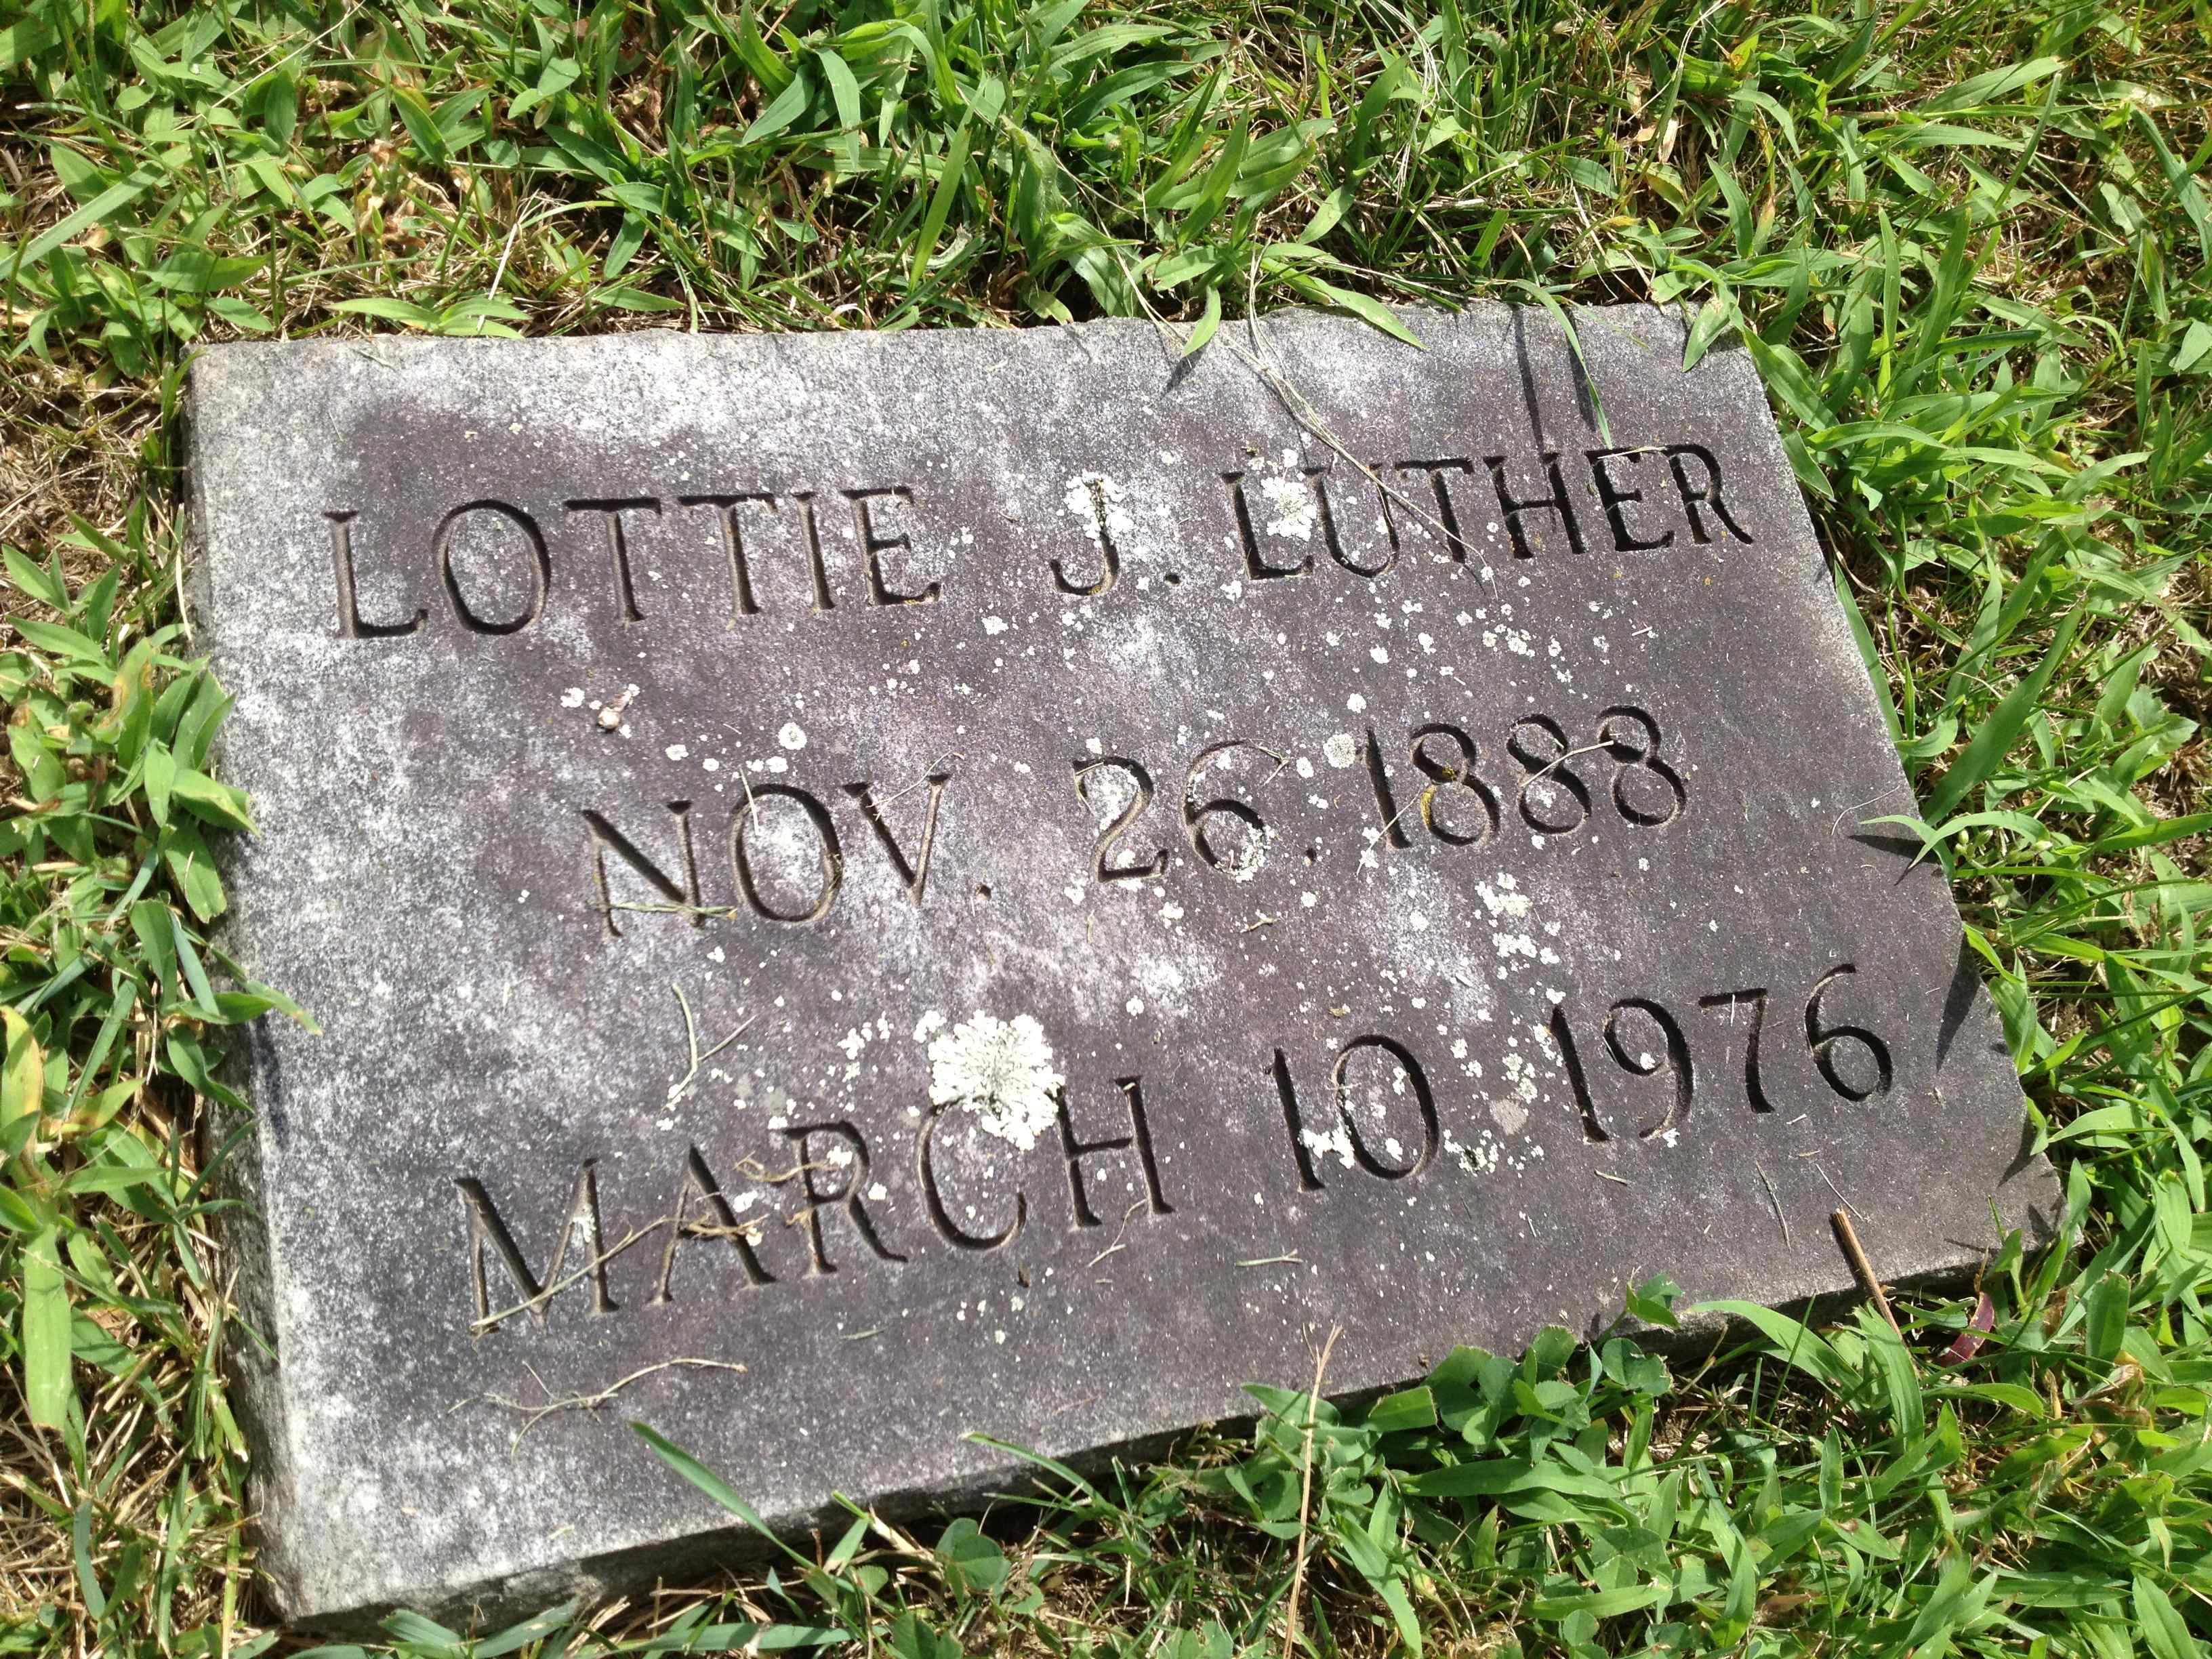 LOTTIE J. LUTHER
NOV. 26. 1888
MARCH 10, 1976